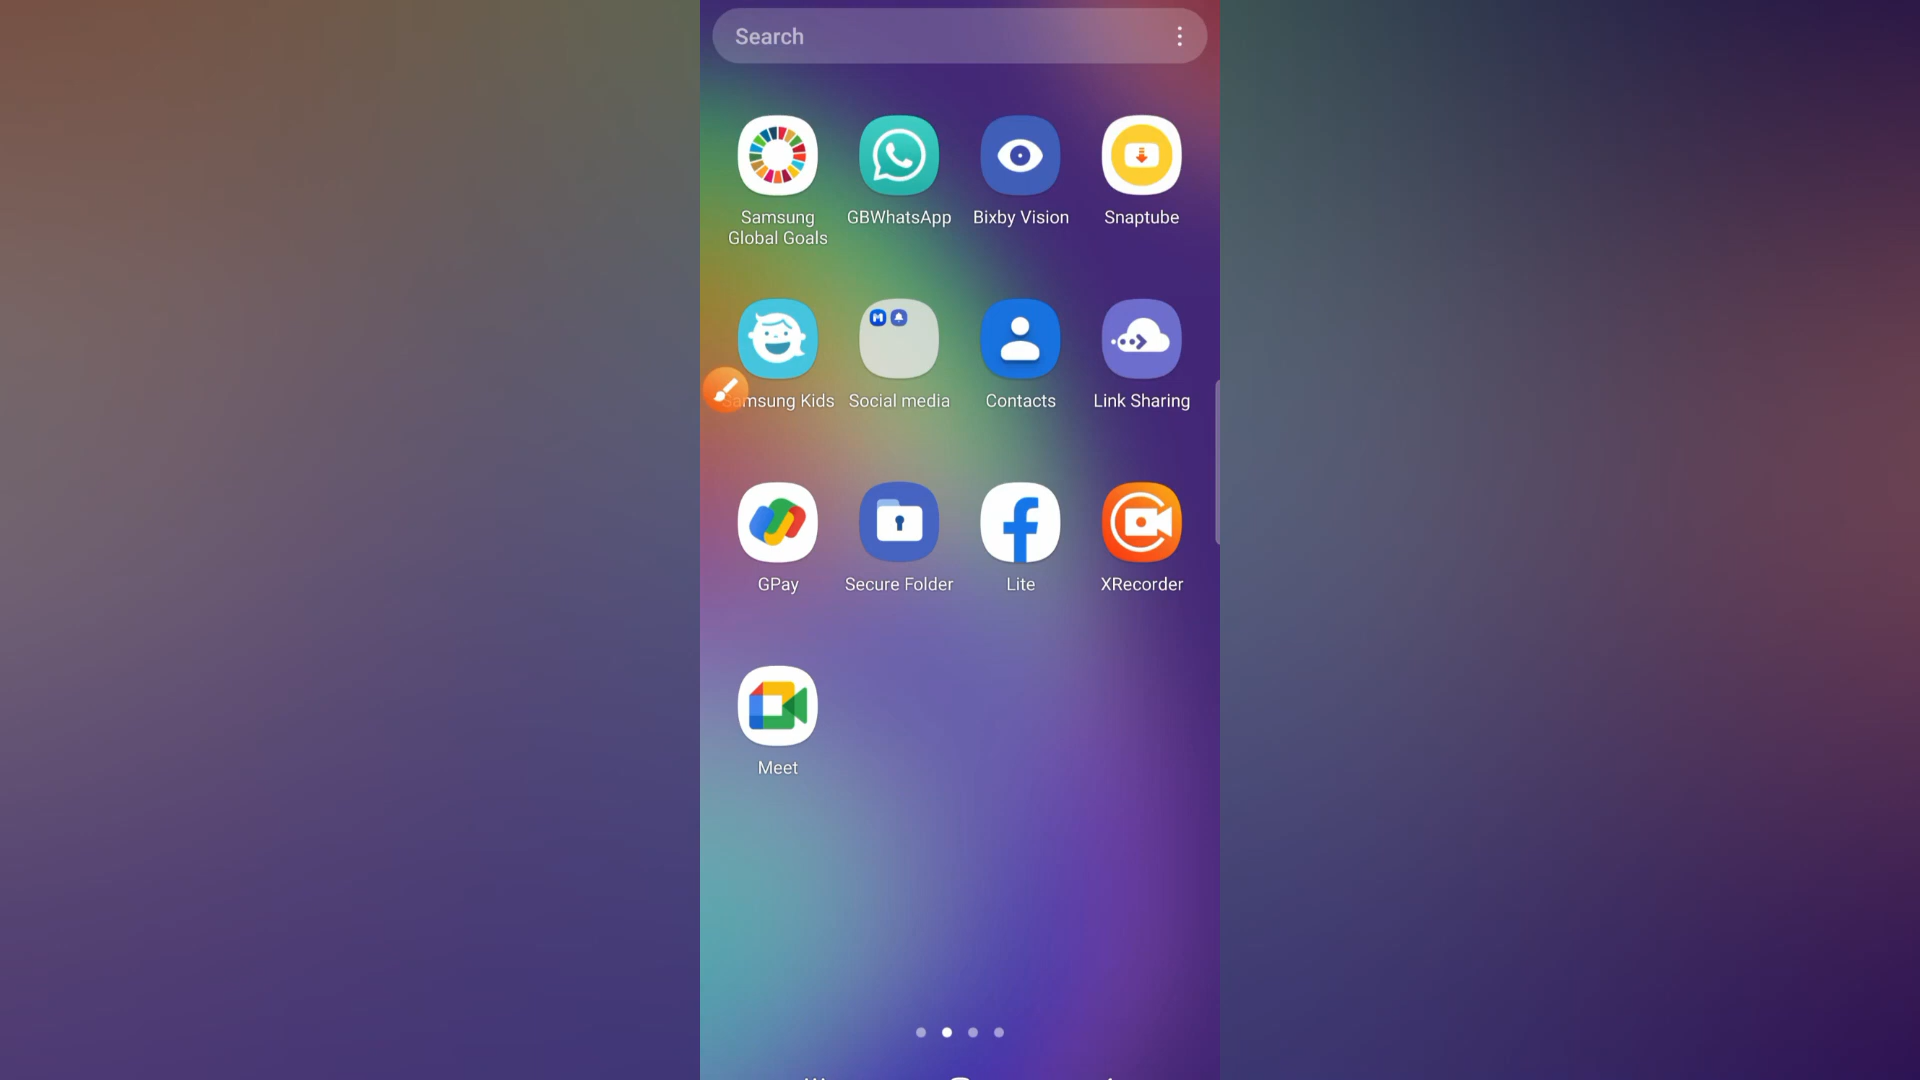 Search
Samsung
Global Goals
GBWhatsApp
Bixby Vision
Snaptube
Samsung Kids
Social media
Contacts
Link Sharing
GPay
Secure Folder
Lite
XRecorder
Meet